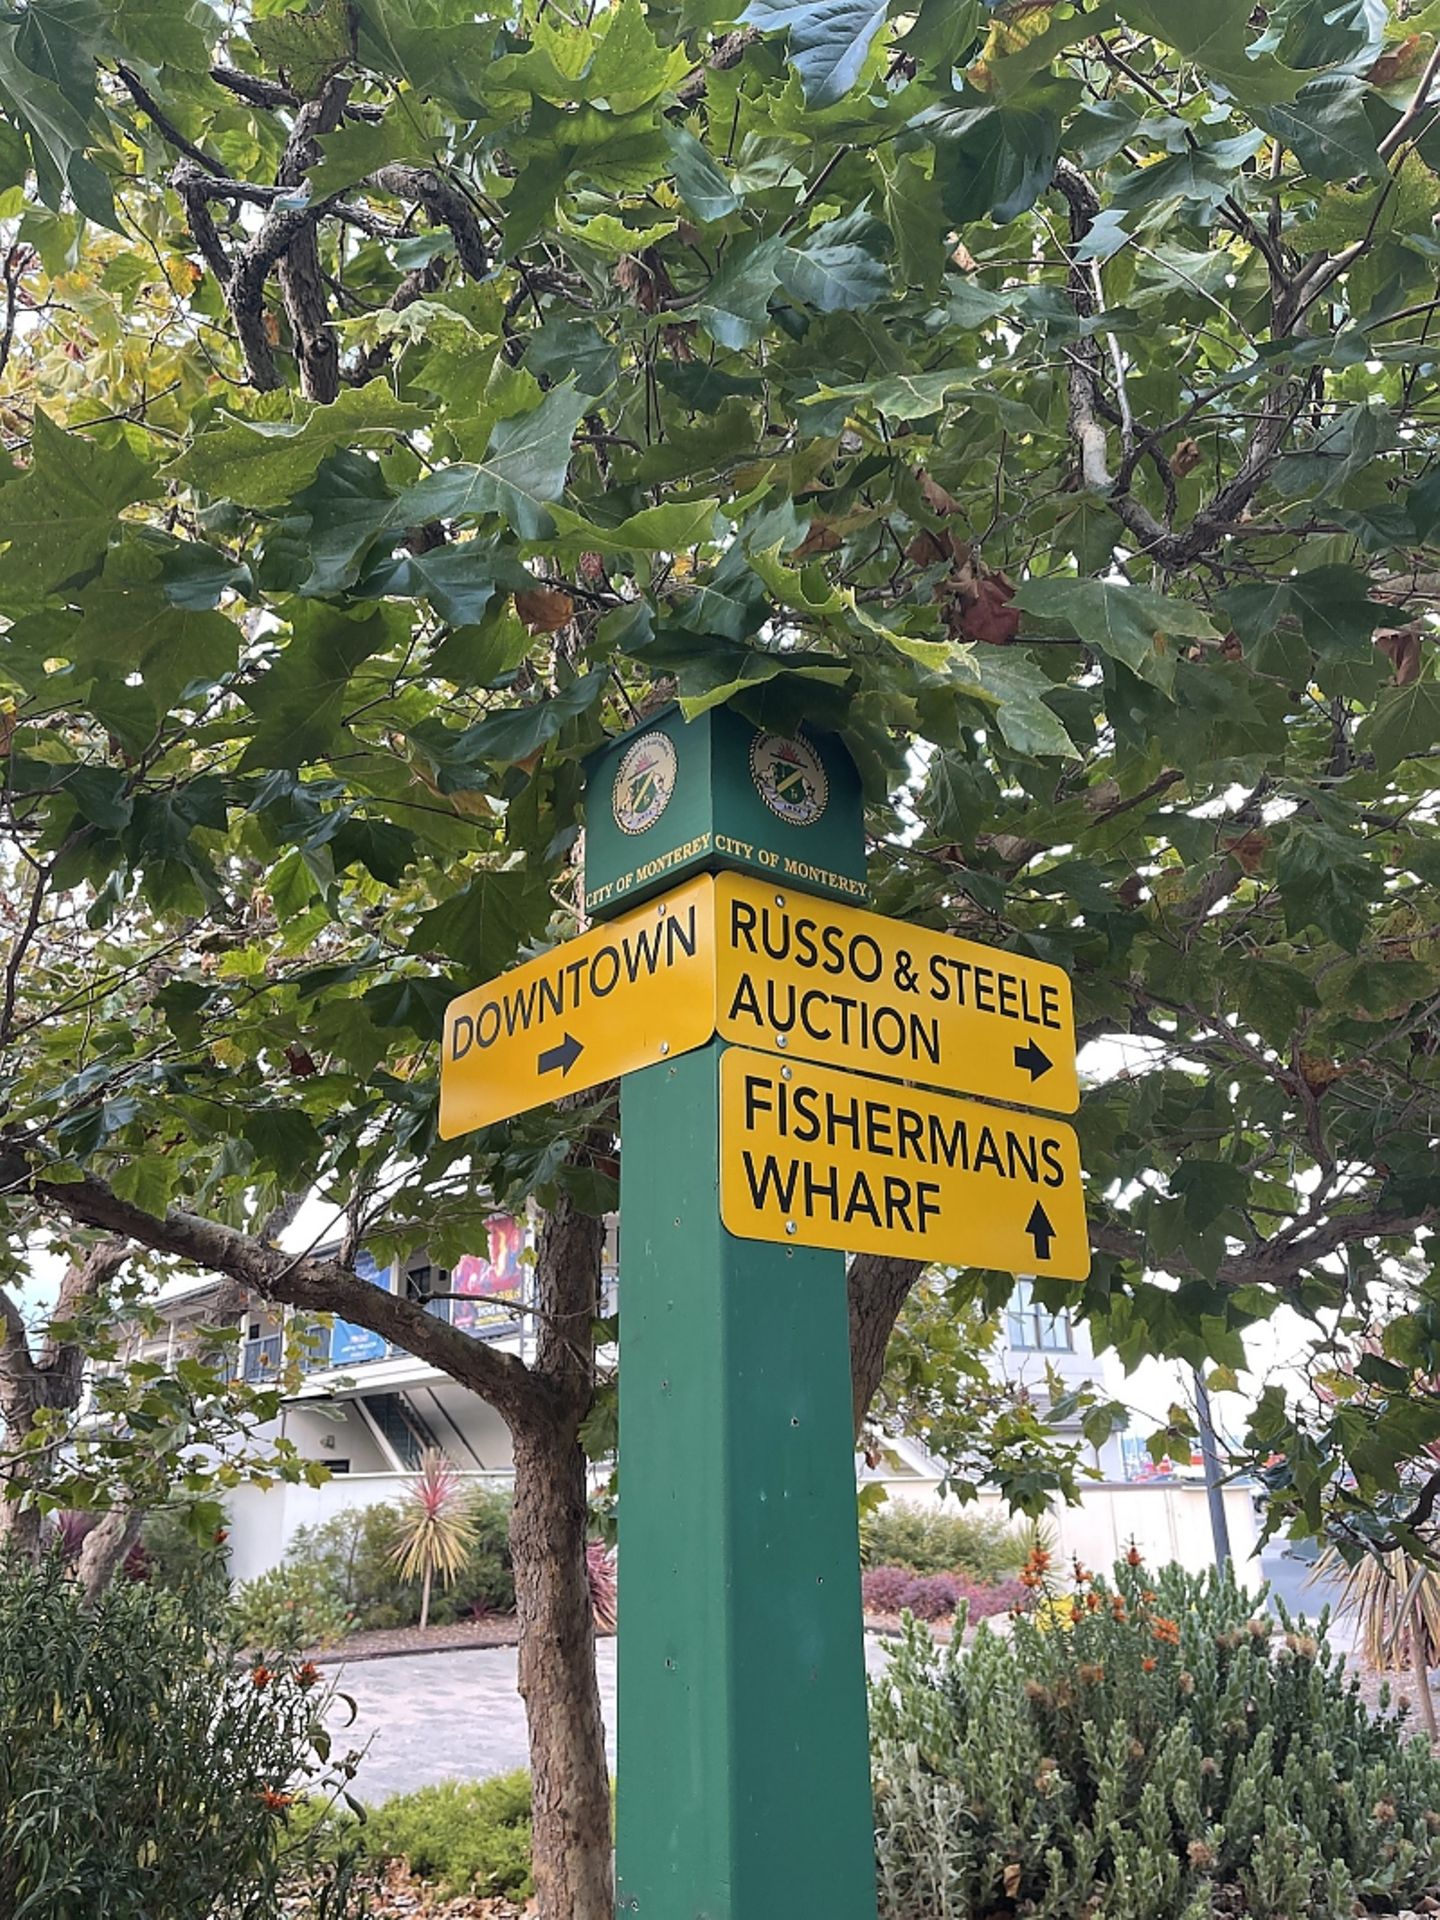 CITY OF MONTEREY
CITY OF MONTEREY
DOWNTOWN
RUSSO & STEELE
AUCTION
FISHERMANS
WHARF